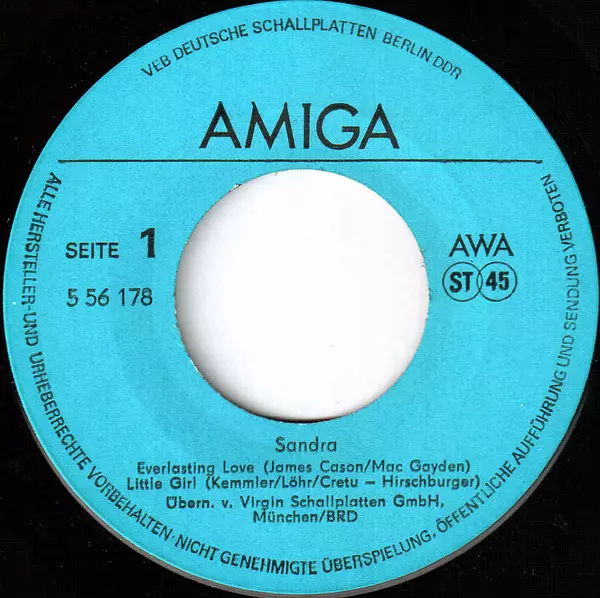 VEB DEUTSCHE SCHALLPLATTEN BERLIN·DDR
AMIGA
SEITE 1
5 56 178
AWA
ST 45
Sandra
Everlasting Love (James Cason/Mac Gayden)
Little Girl (Kemmler/Löhr/Cretu – Hirschburger)
Übern. v. Virgin Schallplatten GmbH,
München/BRD
ALLE HERSTELLER- UND URHEBERRECHTE VORBEHALTEN · NICHT GENEHMIGTE ÜBERSPIELUNG, ÖFFENTLICHE AUFFÜHRUNG UND SENDUNG VERBOTEN